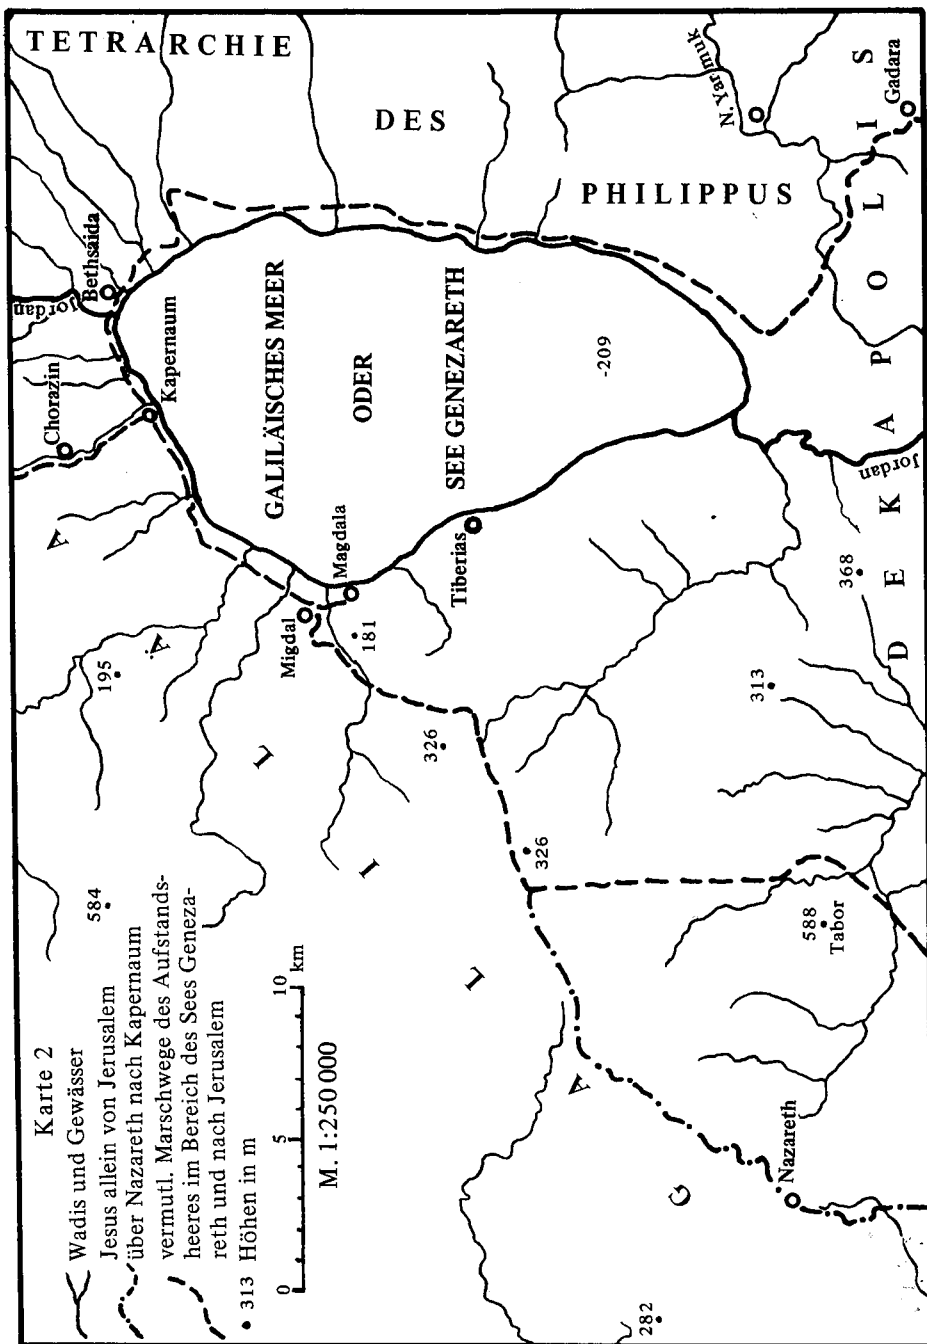 Karte 2
Wadis und Gewässer
Jesus allein von Jerusalem
über Nazareth nach Kapernaum
vermutl. Marschwege des Aufstands-
heeres im Bereich des Sees Geneza-
reth und nach Jerusalem
313 Höhen in m
0 5 10 km
M. 1:250 000
TETRARCHIE
DES
PHILIPPUS
GALILÄISCHES MEER
ODER
SEE GENEZARETH
-209
GALILÄA
DEKAPOLIS
Jordan
Bethsaida
Chorazin
Kapernaum
Magdala
Migdal
Tiberias
N. Yarmuk
Gadara
Jordan
195
584
181
326
326
368
313
588
Tabor
Nazareth
282